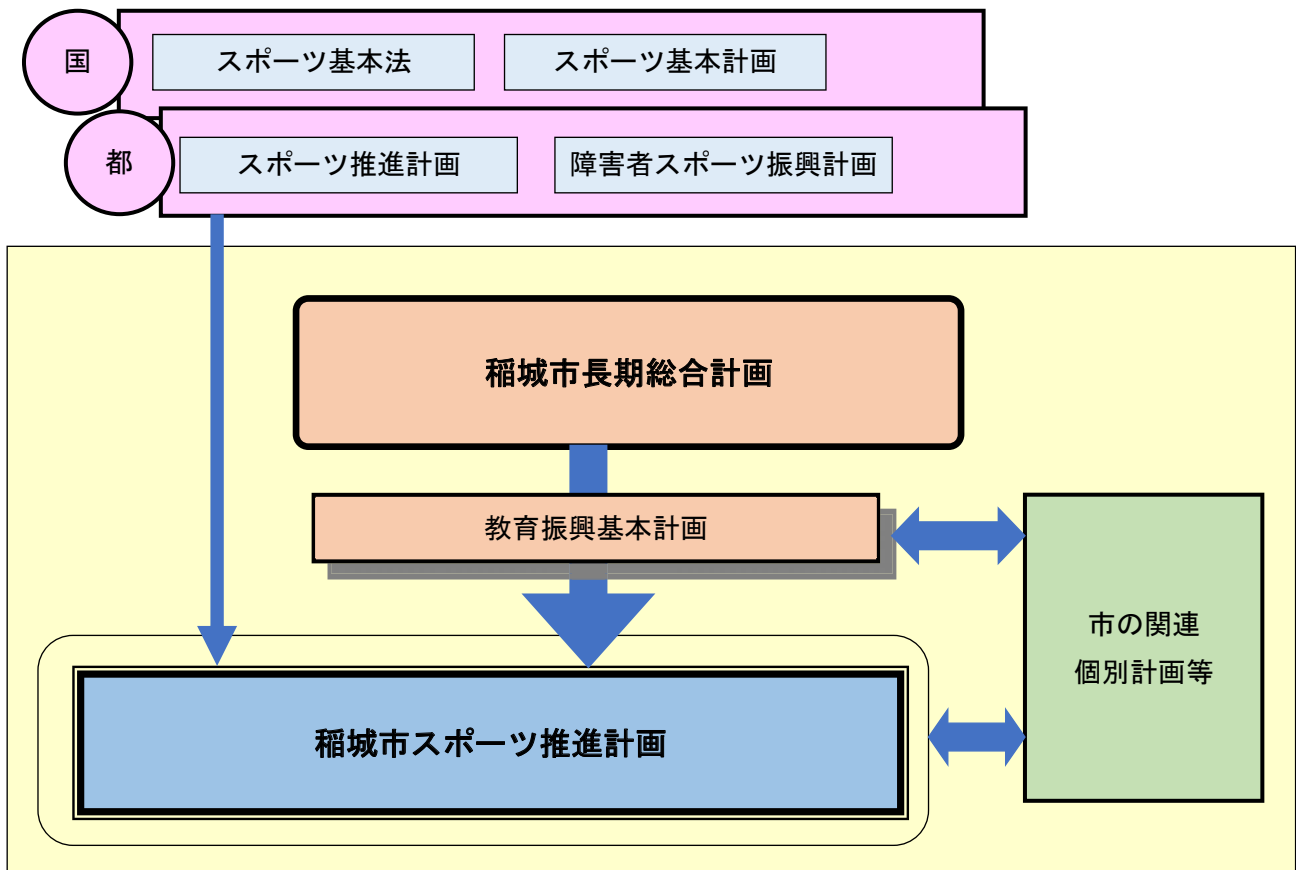 国
スポーツ基本法
スポーツ基本計画
都
スポーツ推進計画
障害者スポーツ振興計画
稲城市長期総合計画
教育振興基本計画
市の関連
個別計画等
稲城市スポーツ推進計画